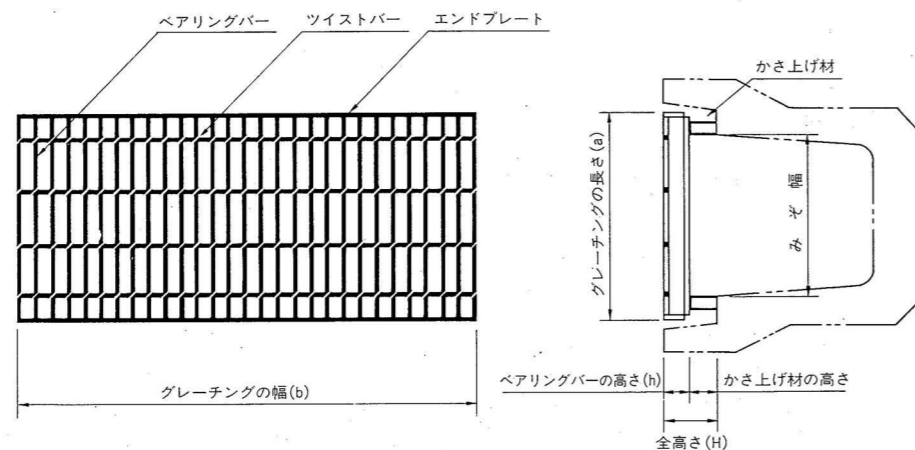 ベアリングバー
ツイストバー
エンドプレート
グレーチングの幅(b)
かさ上げ材
グレーチングの長さ(a)
みぞ幅
ベアリングバーの高さ(h)
かさ上げ材の高さ
全高さ(H)